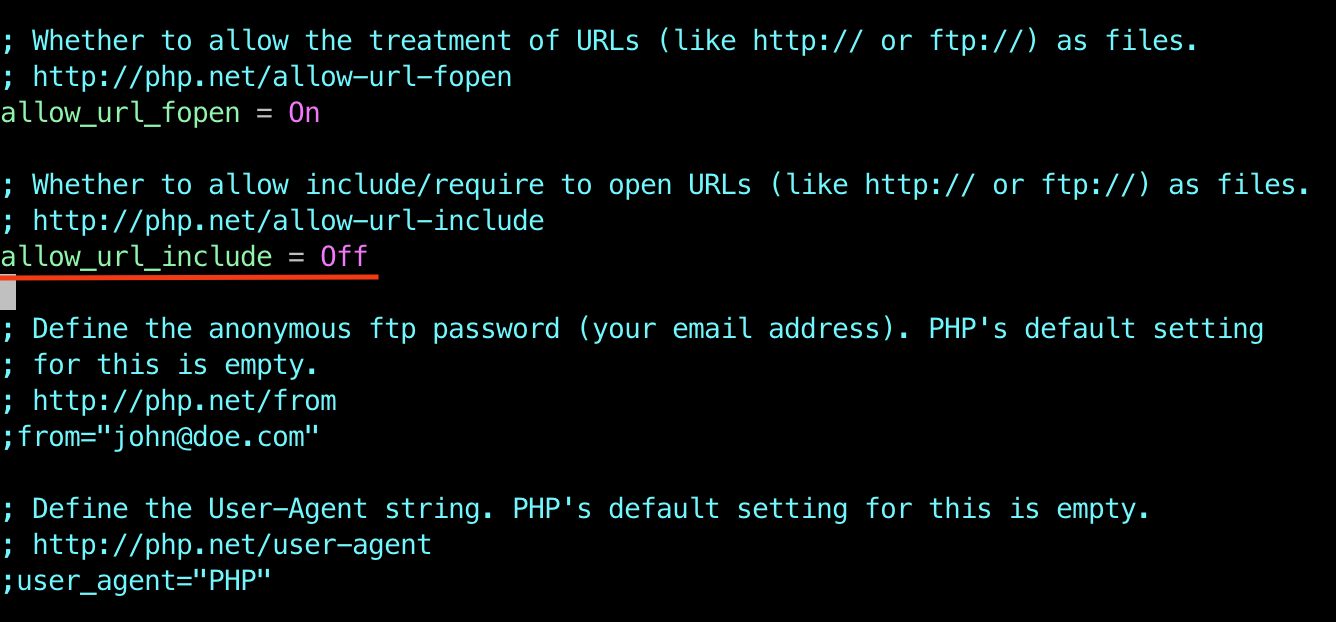 ; Whether to allow the treatment of URLs (like http:// or ftp://) as files.
; http://php.net/allow-url-fopen
allow_url_fopen = On
; Whether to allow include/require to open URLs (like http:// or ftp://) as files.
; http://php.net/allow-url-include
allow_url_include = Off
; Define the anonymous ftp password (your email address). PHP's default setting
; for this is empty.
; http://php.net/from
;from="john@doe.com"
; Define the User-Agent string. PHP's default setting for this is empty.
; http://php.net/user-agent
;user_agent="PHP"